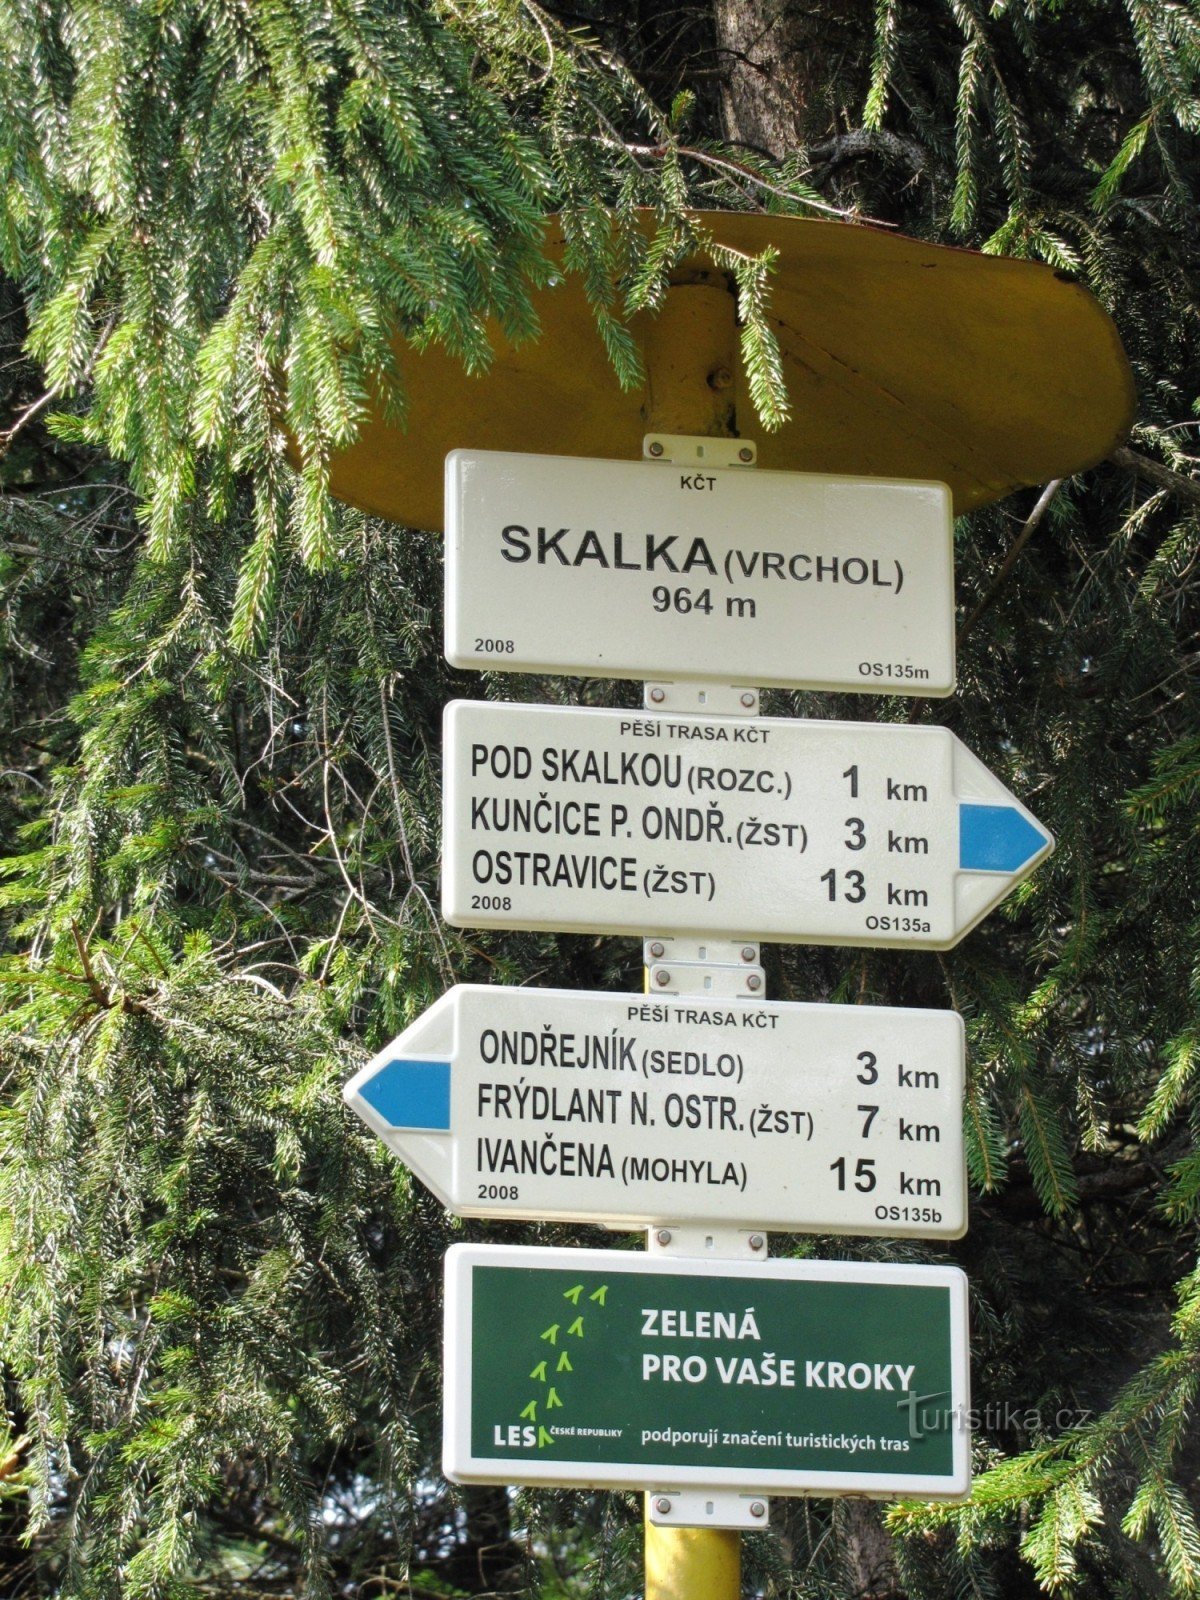 KČT
SKALKA (VRCHOL)
964 m
2008 OS135m
PĚŠÍ TRASA KČT
POD SKALKOU (ROZC.) 1 km
KUNČICE P. ONDŘ. (ŽST) 3 km
OSTRAVICE (ŽST) 13 km
2008 OS135a
PĚŠÍ TRASA KČT
ONDŘEJNÍK (SEDLO) 3 km
FRÝDLANT N. OSTR. (ŽST) 7 km
IVANČENA (MOHYLA) 15 km
2008 OS135b
ZELENÁ
PRO VAŠE KROKY
LESY ČESKÉ REPUBLIKY podporují značení turistických tras
Turistika.cz